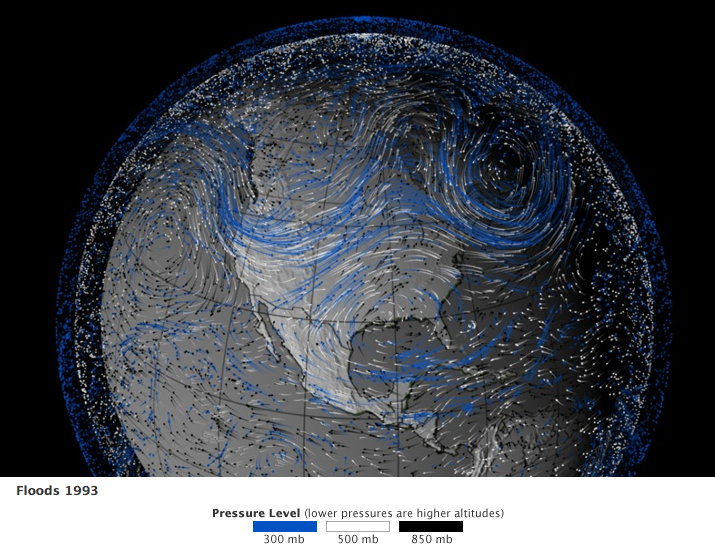 Floods 1993
Pressure Level (lower pressures are higher altitudes)
300 mb 500 mb 850 mb